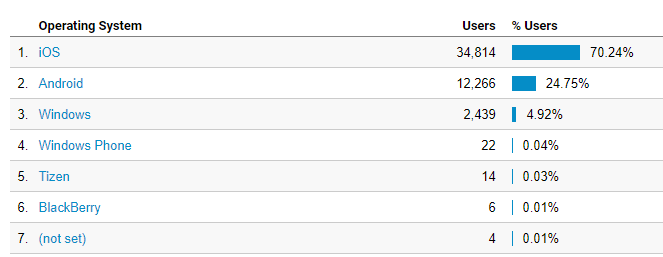 Operating System Users % Users
1. iOS 34,814 70.24%
2. Android 12,266 24.75%
3. Windows 2,439 4.92%
4. Windows Phone 22 0.04%
5. Tizen 14 0.03%
6. BlackBerry 6 0.01%
7. (not set) 4 0.01%